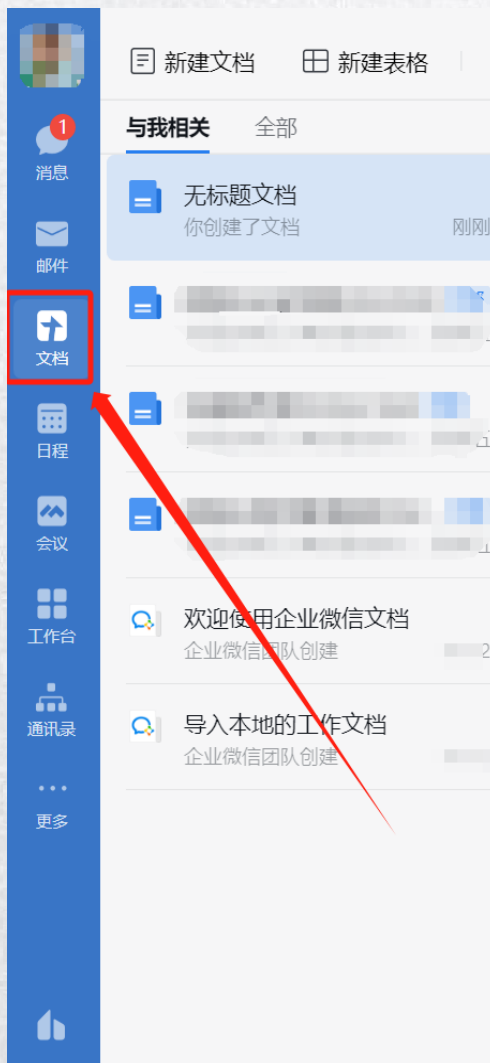 新建文档
新建表格
与我相关
全部
1
消息
无标题文档
你创建了文档
刚刚
邮件
文档
日程
会议
工作台
欢迎使用企业微信文档
企业微信团队创建
通讯录
导入本地的工作文档
企业微信团队创建
更多